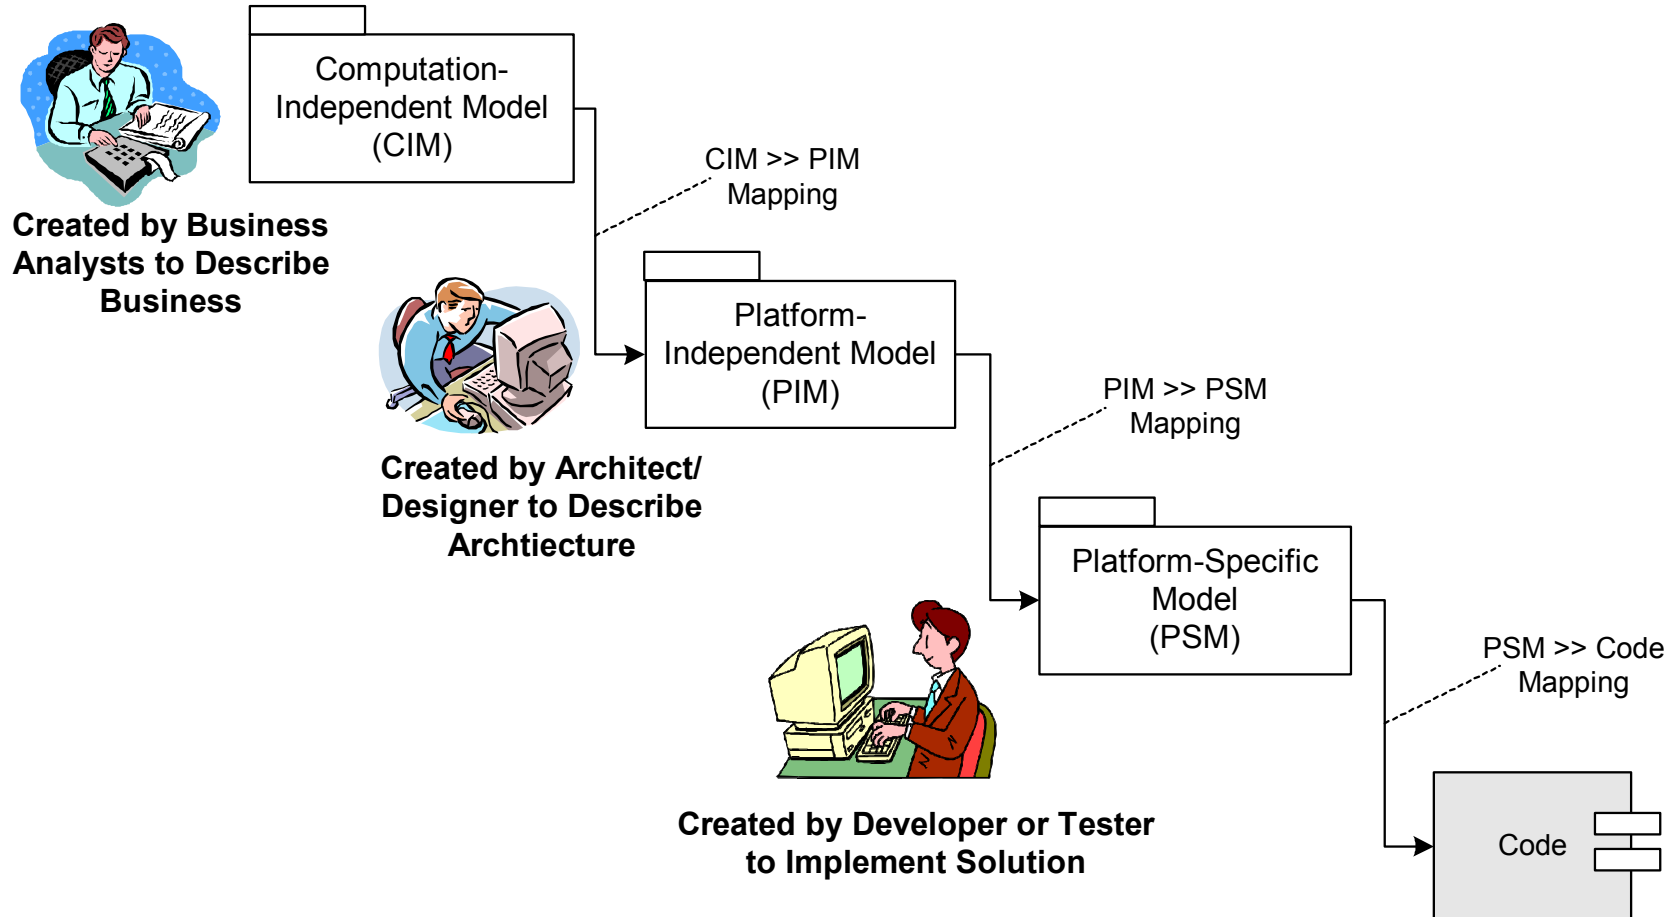 Computation-
Independent Model
(CIM)
CIM >> PIM
Mapping
Created by Business
Analysts to Describe
Business
Platform-
Independent Model
(PIM)
PIM >> PSM
Mapping
Created by Architect/
Designer to Describe
Archtiecture
Platform-Specific
Model
(PSM)
PSM >> Code
Mapping
Created by Developer or Tester
to Implement Solution
Code